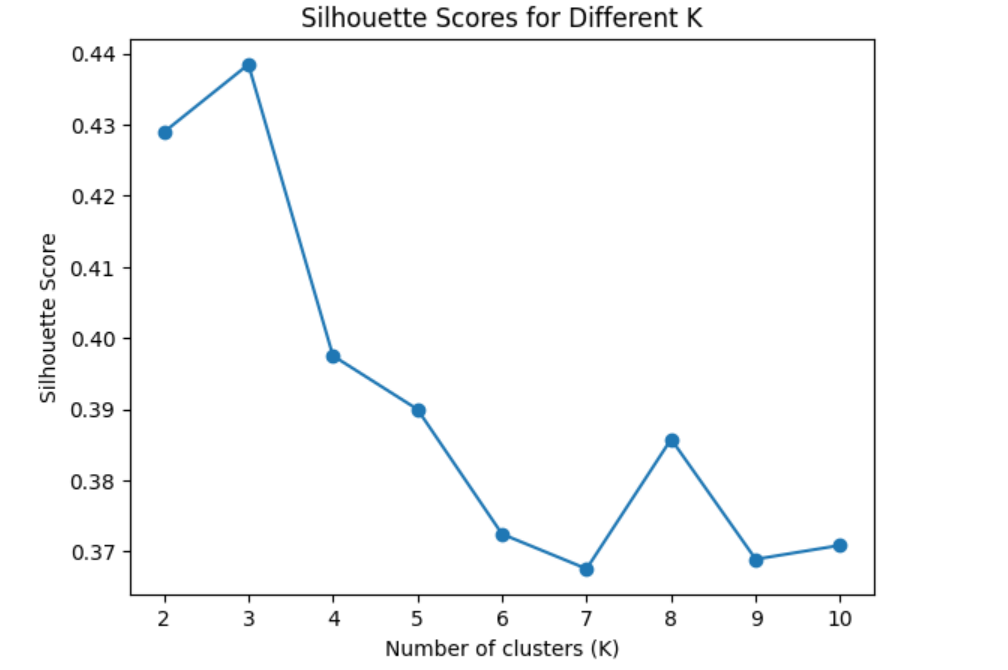 Silhouette Scores for Different K
0.44
0.43
0.42
0.41
0.40
0.39
0.38
0.37
Silhouette Score
2 3 4 5 6 7 8 9 10
Number of clusters (K)